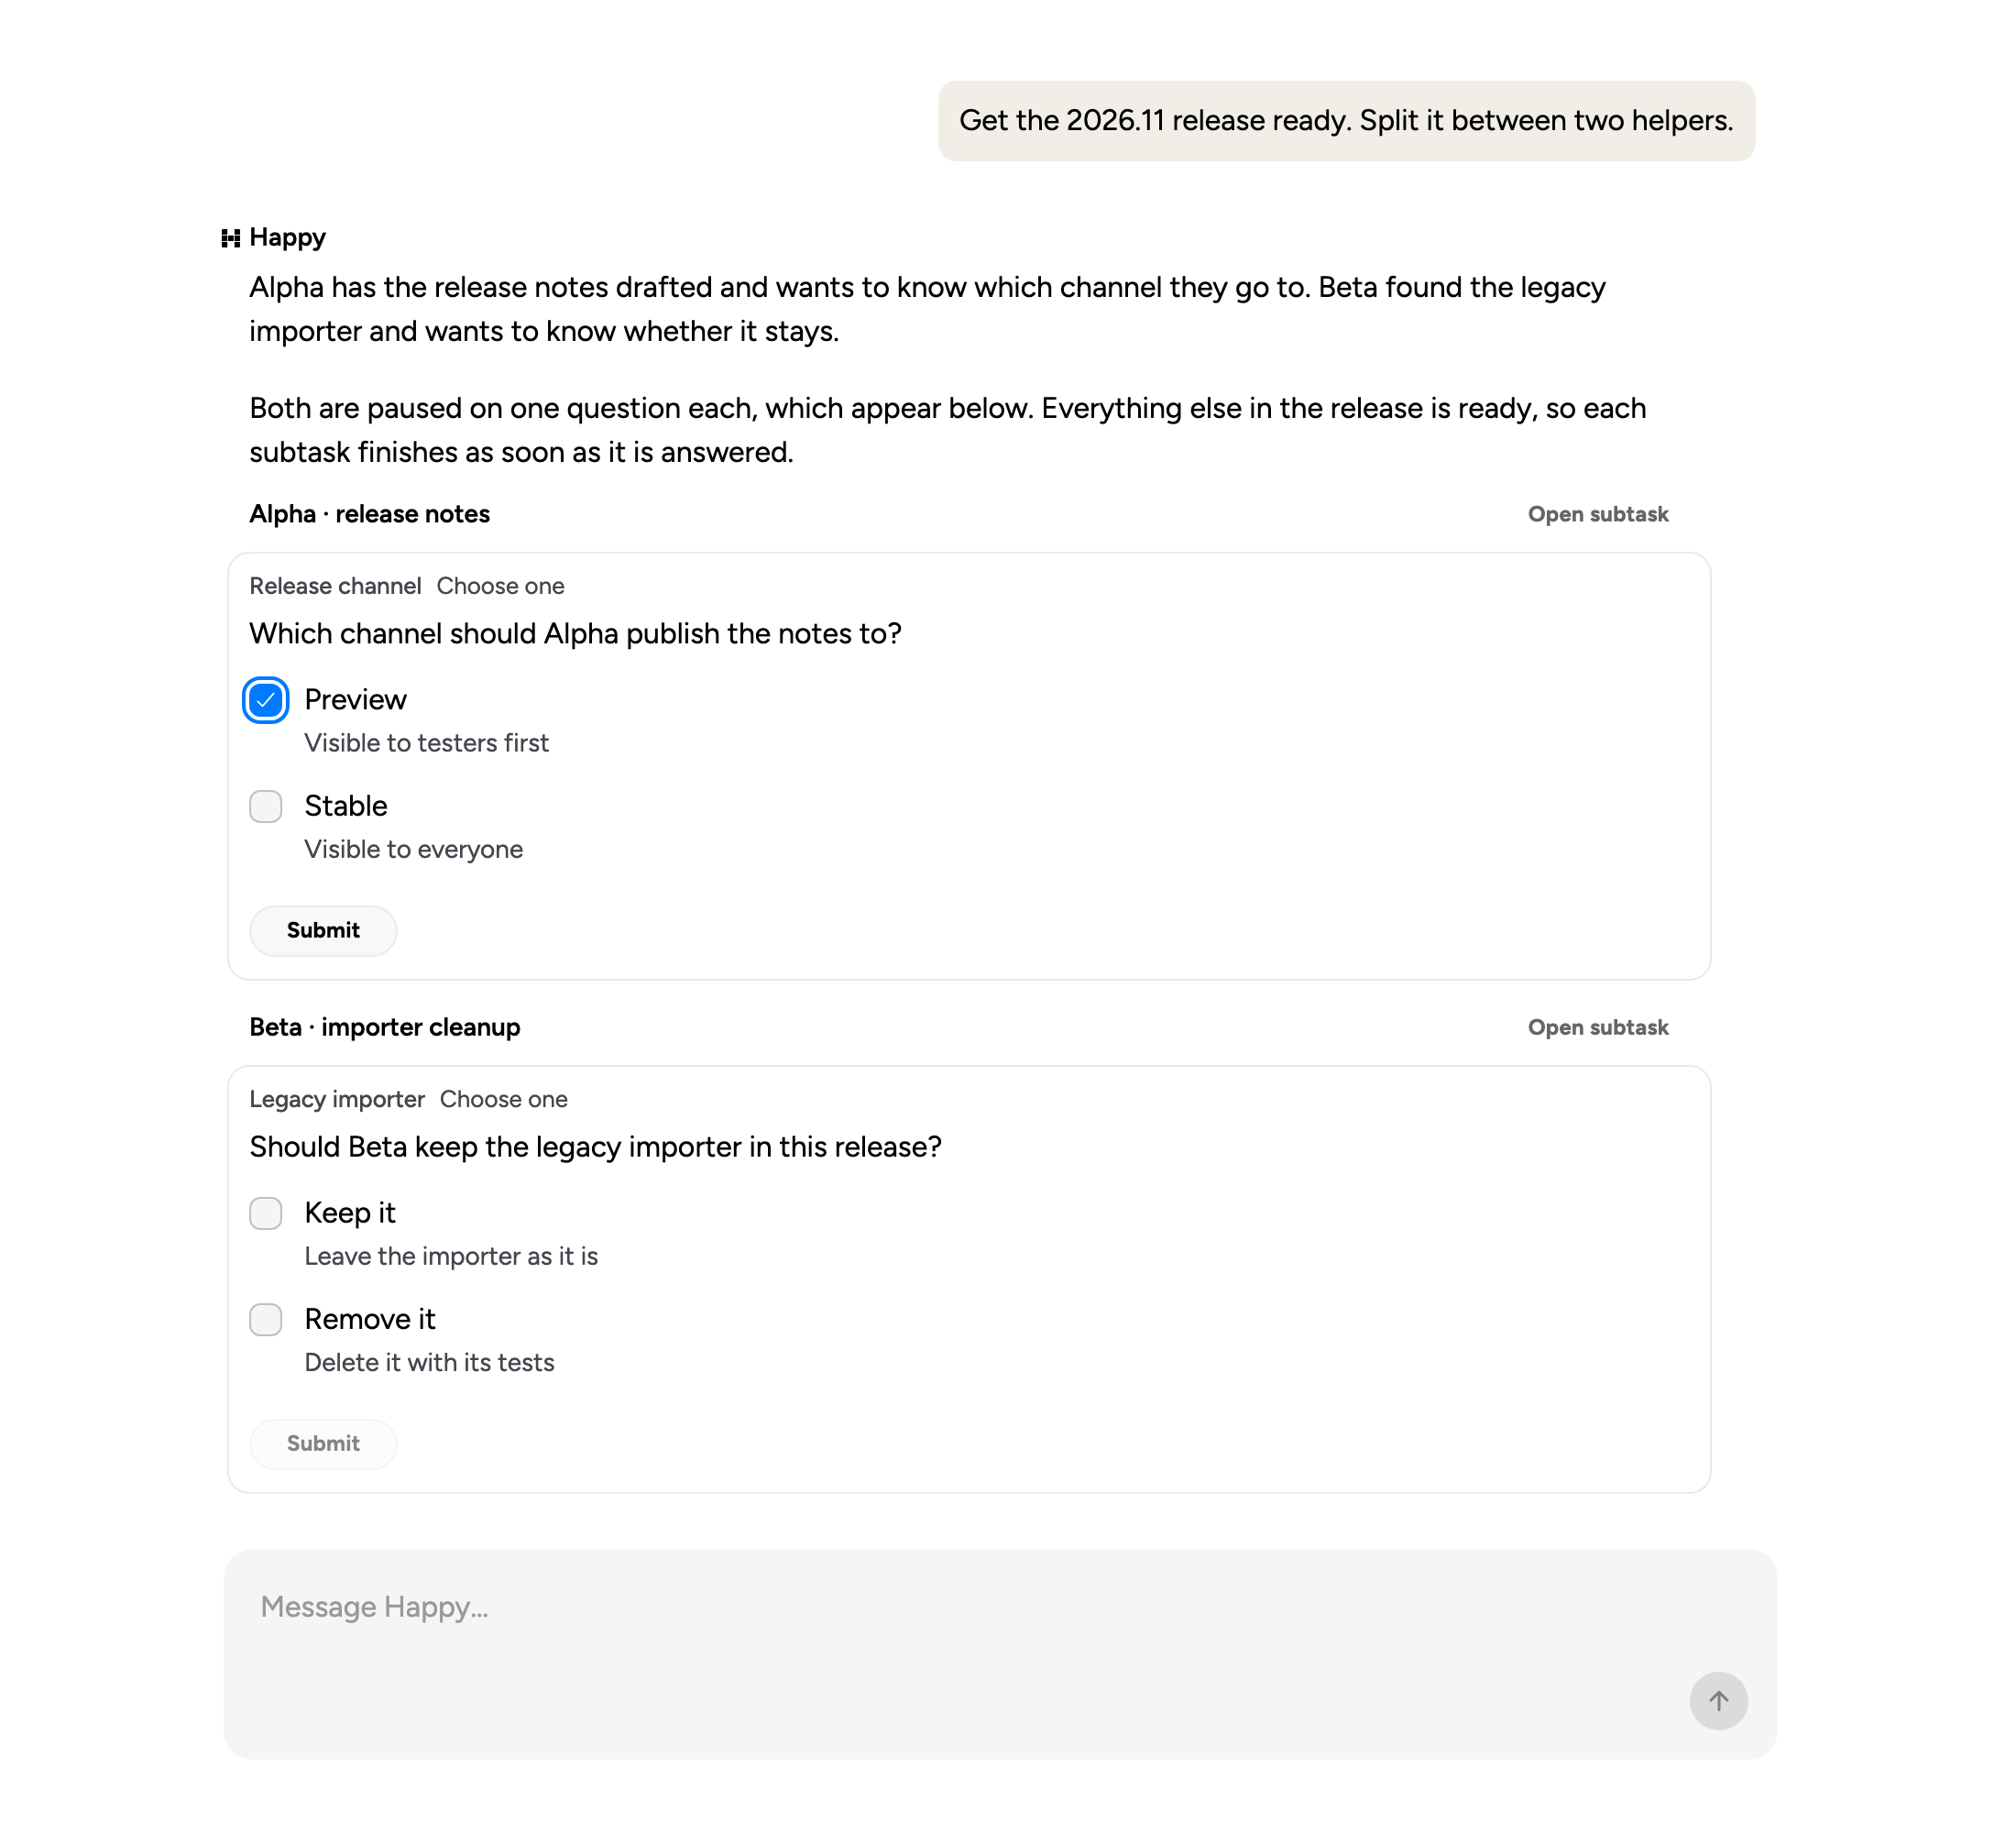 Get the 2026.11 release ready. Split it between two helpers.
Happy
Alpha has the release notes drafted and wants to know which channel they go to. Beta found the legacy
importer and wants to know whether it stays.
Both are paused on one question each, which appear below. Everything else in the release is ready, so each
subtask finishes as soon as it is answered.
Alpha · release notes
Open subtask
Release channel Choose one
Which channel should Alpha publish the notes to?
Preview
Visible to testers first
Stable
Visible to everyone
Submit
Beta · importer cleanup
Open subtask
Legacy importer Choose one
Should Beta keep the legacy importer in this release?
Keep it
Leave the importer as it is
Remove it
Delete it with its tests
Submit
Message Happy...